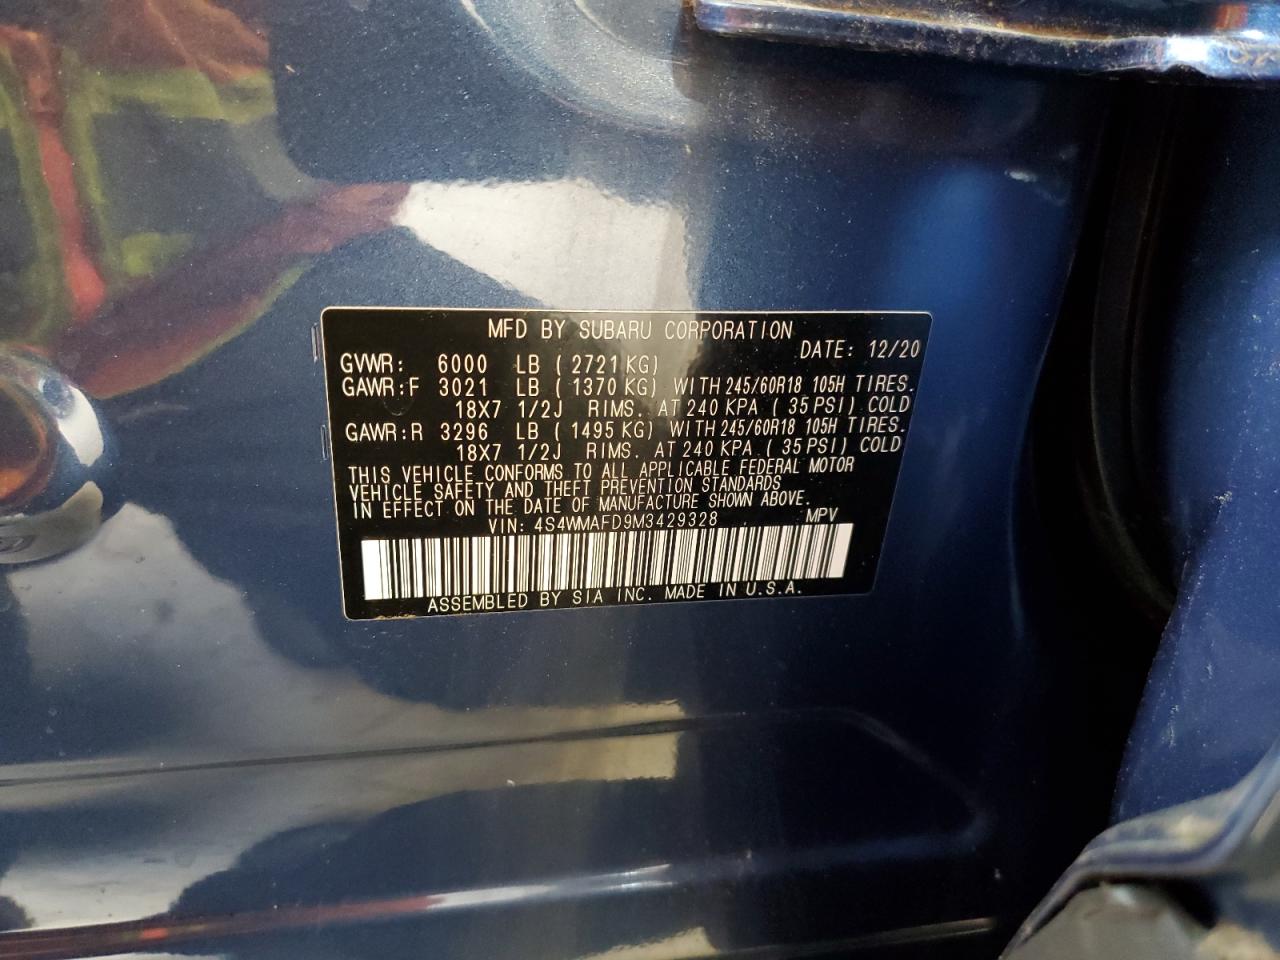 MFD BY SUBARU CORPORATION
DATE: 12/20
GVWR: 6000 LB (2721 KG)
GAWR:F 3021 LB (1370 KG) WITH 245/60R18 105H TIRES.
18X7 1/2J RIMS. AT 240 KPA (35 PSI) COLD
GAWR:R 3296 LB (1495 KG) WITH 245/60R18 105H TIRES.
18X7 1/2J RIMS. AT 240 KPA (35 PSI) COLD
THIS VEHICLE CONFORMS TO ALL APPLICABLE FEDERAL MOTOR
VEHICLE SAFETY AND THEFT PREVENTION STANDARDS
IN EFFECT ON THE DATE OF MANUFACTURE SHOWN ABOVE.
VIN: 4S4WMAFD9M3429328 MPV
ASSEMBLED BY SIA INC. MADE IN U.S.A.